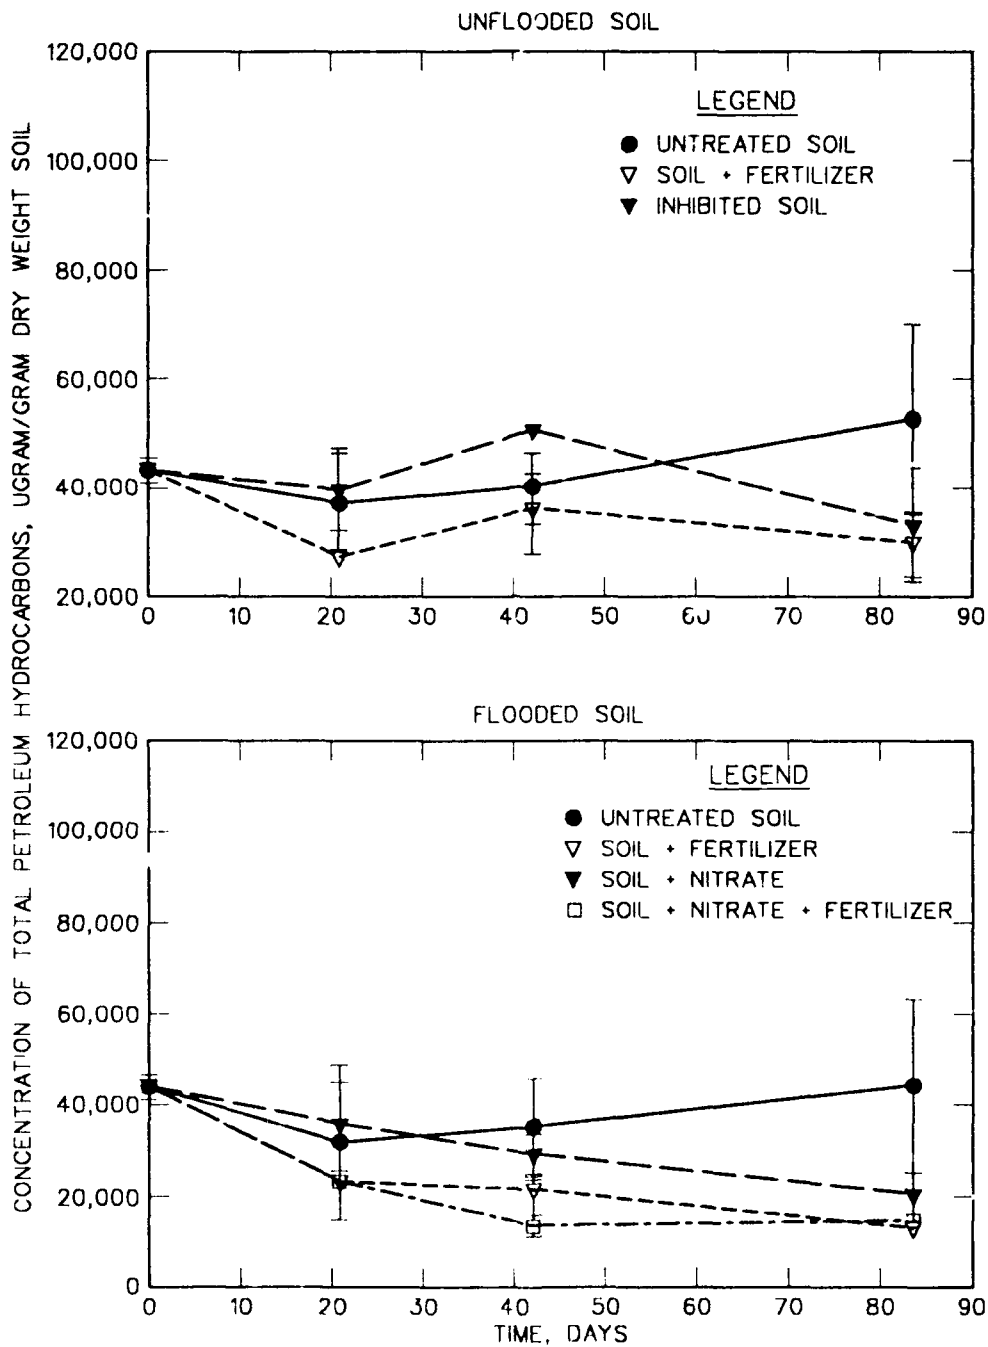 UNFLOODED SOIL
120,000
100,000
80,000
60,000
40,000
20,000
0 10 20 30 40 50 60 70 80 90
LEGEND
UNTREATED SOIL
SOIL + FERTILIZER
INHIBITED SOIL
CONCENTRATION OF TOTAL PETROLEUM HYDROCARBONS, UGRAM/GRAM DRY WEIGHT SOIL
FLOODED SOIL
120,000
100,000
80,000
60,000
40,000
20,000
0
0 10 20 30 40 50 60 70 80 90
LEGEND
UNTREATED SOIL
SOIL + FERTILIZER
SOIL + NITRATE
SOIL + NITRATE + FERTILIZER
TIME, DAYS